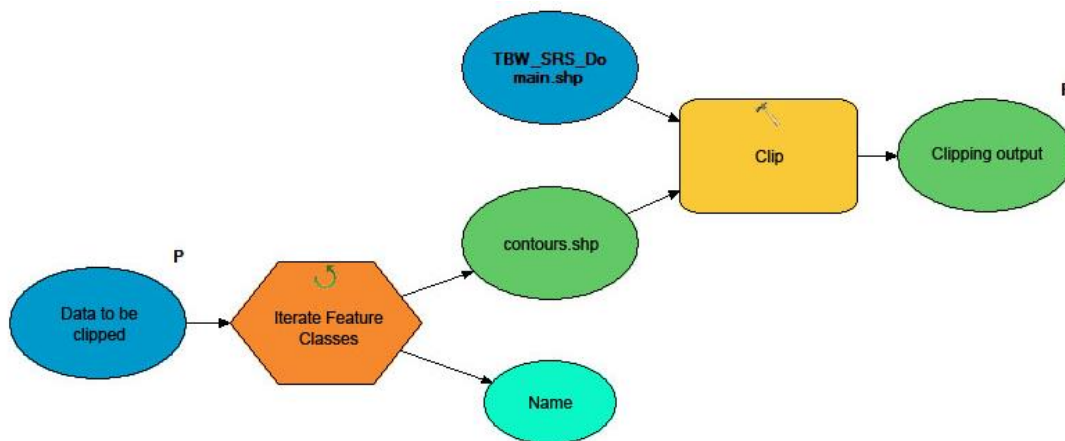 TBW_SRS_Do
main.shp
P
Clip
Clipping output
contours.shp
P
Data to be
clipped
Iterate Feature
Classes
Name